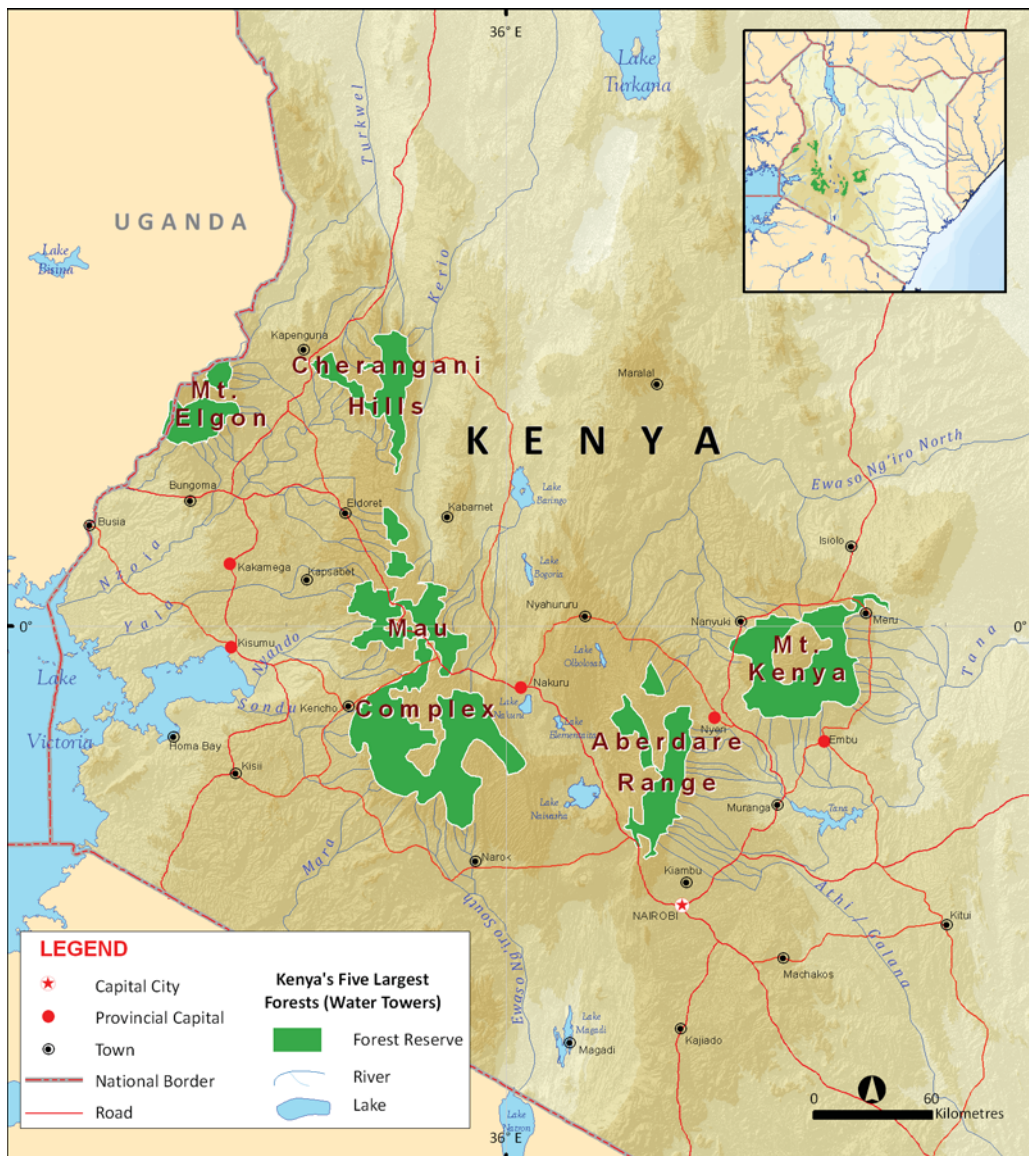 36° E
Lake
Turkana
Turkwel
UGANDA
Lake
Bisina
Kerio
Kapenguria
Cherangani
Hills
Maralal
Mt.
Elgon
KENYA
Ewaso Ng'iro North
Bungoma
Eldoret
Kabarnet
Lake
Baringo
Busia
Isiolo
Nzoia
Kakamega
Kapsabet
Lake
Bogoria
Yala
Nyahururu
Nanyuki
Meru
0°
0°
Mau
Kisumu
Nyando
Mt.
Kenya
Tana
Lake
Olbolosat
Lake
Victoria
Sondu
Kericho
Complex
Nakuru
Lake
Nakuru
Nyeri
Lake
Elementaita
Homa Bay
Aberdare
Range
Embu
Kisii
Lake
Naivasha
Muranga
Tana
Mara
Narok
Kiambu
NAIROBI
Athi / Galana
Kitui
Ewaso Ng'iro South
Machakos
Lake
Magadi
Magadi
Kajiado
Lake
Natron
36° E
LEGEND
Capital City
Provincial Capital
Town
National Border
Road
Kenya's Five Largest
Forests (Water Towers)
Forest Reserve
River
Lake
0 60
Kilometres